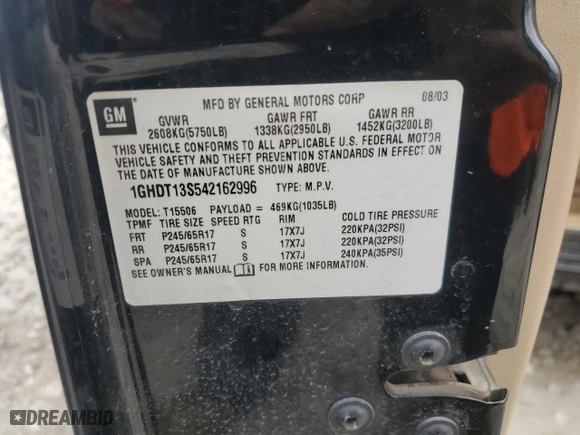 GM
MFD BY GENERAL MOTORS CORP 08/03
GVWR GAWR FRT GAWR RR
2608KG(5750LB) 1338KG(2950LB) 1452KG(3200LB)
THIS VEHICLE CONFORMS TO ALL APPLICABLE U.S. FEDERAL MOTOR
VEHICLE SAFETY AND THEFT PREVENTION STANDARDS IN EFFECT ON
THE DATE OF MANUFACTURE SHOWN ABOVE.
1GHDT13S542162996 TYPE: M.P.V.
MODEL: T15506 PAYLOAD = 469KG(1035LB)
TPMF TIRE SIZE SPEED RTG RIM COLD TIRE PRESSURE
FRT P245/65R17 S 17X7J 220KPA(32PSI)
RR P245/65R17 S 17X7J 220KPA(32PSI)
SPA P245/65R17 S 17X7J 240KPA(35PSI)
SEE OWNER'S MANUAL FOR MORE INFORMATION.
DREAMBID